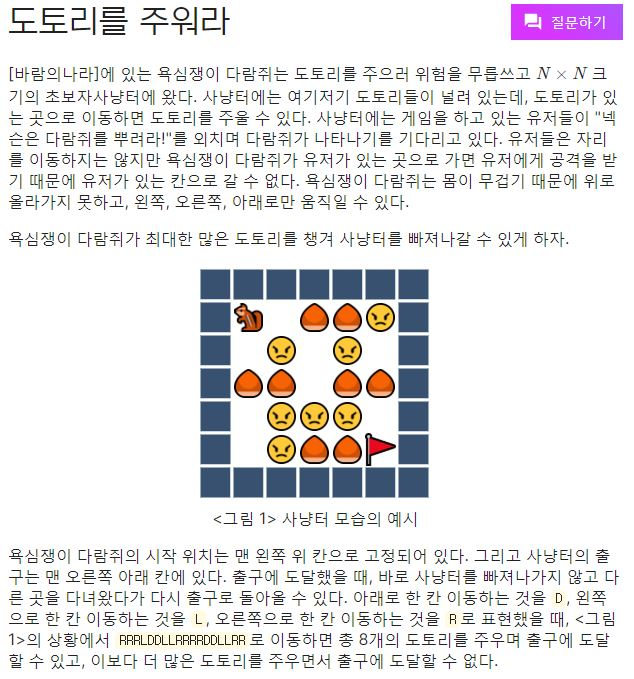 도토리를 주워라
질문하기
[바람의나라]에 있는 욕심쟁이 다람쥐는 도토리를 주으러 위험을 무릅쓰고 N × N 크
기의 초보자사냥터에 왔다. 사냥터에는 여기저기 도토리들이 널려 있는데, 도토리가 있
는 곳으로 이동하면 도토리를 주울 수 있다. 사냥터에는 게임을 하고 있는 유저들이 "넥
슨은 다람쥐를 뿌려라!"를 외치며 다람쥐가 나타나기를 기다리고 있다. 유저들은 자리
를 이동하지는 않지만 욕심쟁이 다람쥐가 유저가 있는 곳으로 가면 유저에게 공격을 받
기 때문에 유저가 있는 칸으로 갈 수 없다. 욕심쟁이 다람쥐는 몸이 무겁기 때문에 위로
올라가지 못하고, 왼쪽, 오른쪽, 아래로만 움직일 수 있다.
욕심쟁이 다람쥐가 최대한 많은 도토리를 챙겨 사냥터를 빠져나갈 수 있게 하자.
<그림 1> 사냥터 모습의 예시
욕심쟁이 다람쥐의 시작 위치는 맨 왼쪽 위 칸으로 고정되어 있다. 그리고 사냥터의 출
구는 맨 오른쪽 아래 칸에 있다. 출구에 도달했을 때, 바로 사냥터를 빠져나가지 않고 다
른 곳을 다녀왔다가 다시 출구로 돌아올 수 있다. 아래로 한 칸 이동하는 것을 D, 왼쪽
으로 한 칸 이동하는 것을 L, 오른쪽으로 한 칸 이동하는 것을 R로 표현했을 때, <그림
1>의 상황에서 RRRLDDLLRRRRDDLLRR로 이동하면 총 8개의 도토리를 주우며 출구에 도달
할 수 있고, 이보다 더 많은 도토리를 주우면서 출구에 도달할 수 없다.